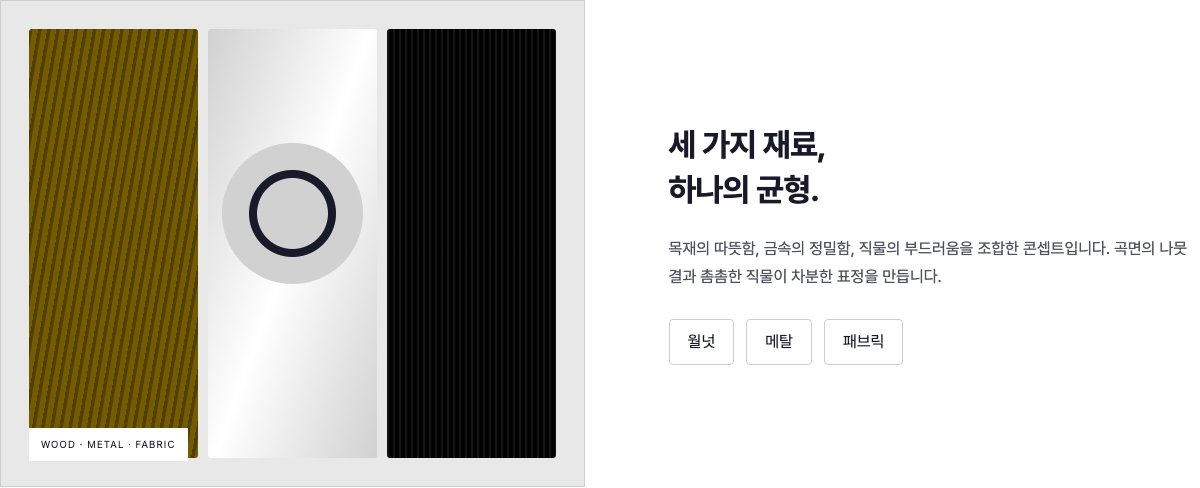 WOOD · METAL · FABRIC
세 가지 재료,
하나의 균형.
목재의 따뜻함, 금속의 정밀함, 직물의 부드러움을 조합한 콘셉트입니다. 곡면의 나뭇
결과 촘촘한 직물이 차분한 표정을 만듭니다.
월넛
메탈
패브릭